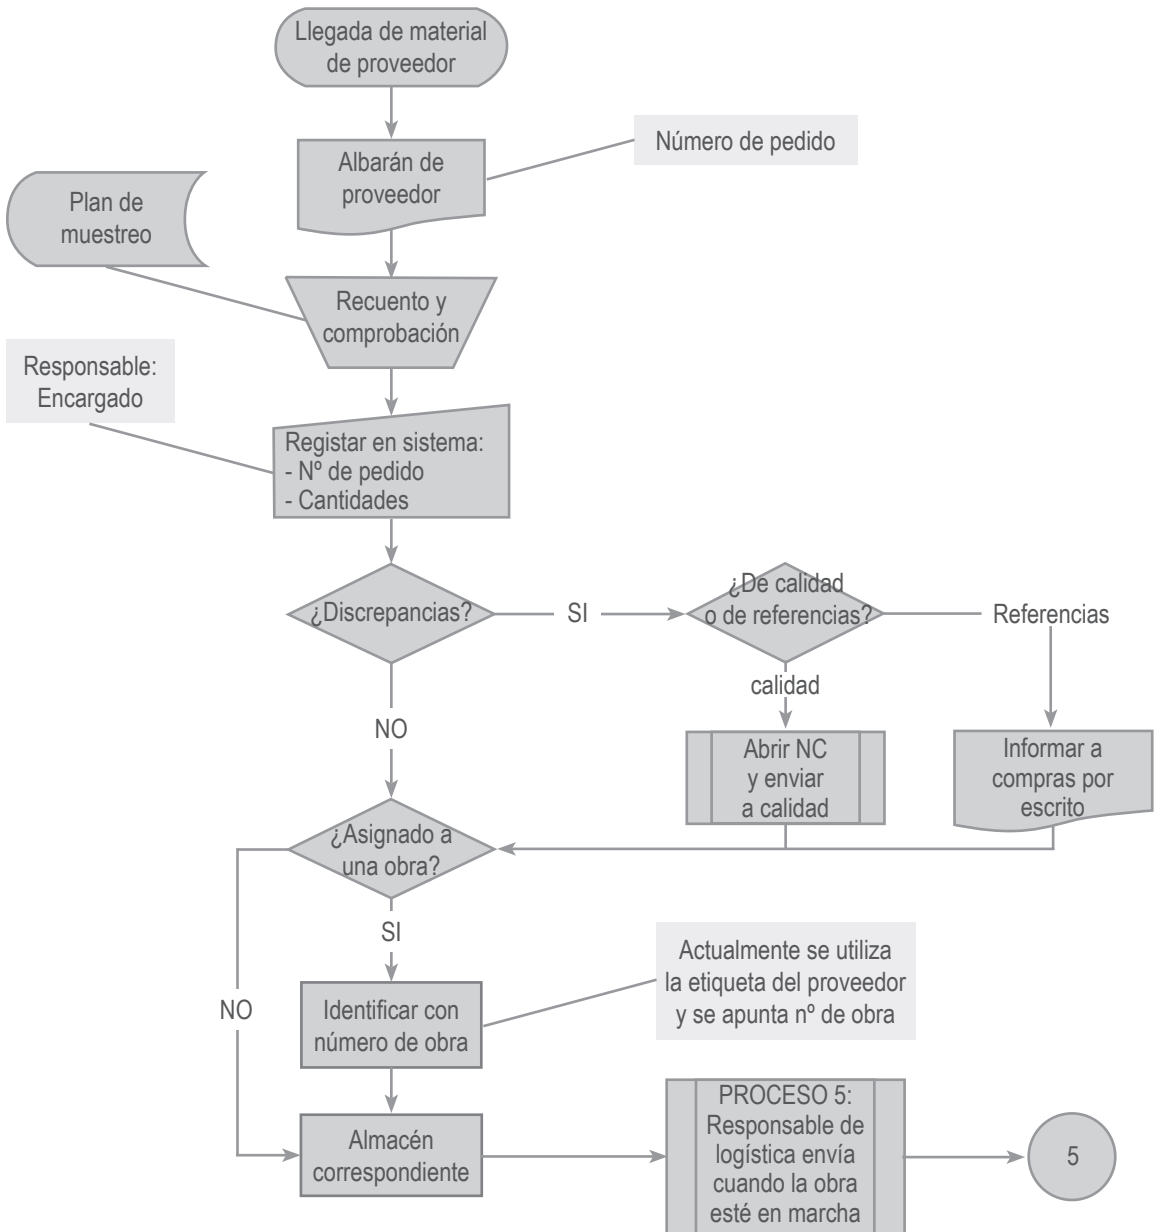 Llegada de material
de proveedor
Número de pedido
Albarán de
proveedor
Plan de
muestreo
Recuento y
comprobación
Responsable:
Encargado
Registar en sistema:
- Nº de pedido
- Cantidades
¿Discrepancias?
SI
¿De calidad
o de referencias?
Referencias
calidad
NO
Abrir NC
y enviar
a calidad
Informar a
compras por
escrito
¿Asignado a
una obra?
SI
Actualmente se utiliza
la etiqueta del proveedor
y se apunta nº de obra
NO
Identificar con
número de obra
Almacén
correspondiente
PROCESO 5:
Responsable de
logística envía
cuando la obra
esté en marcha
5